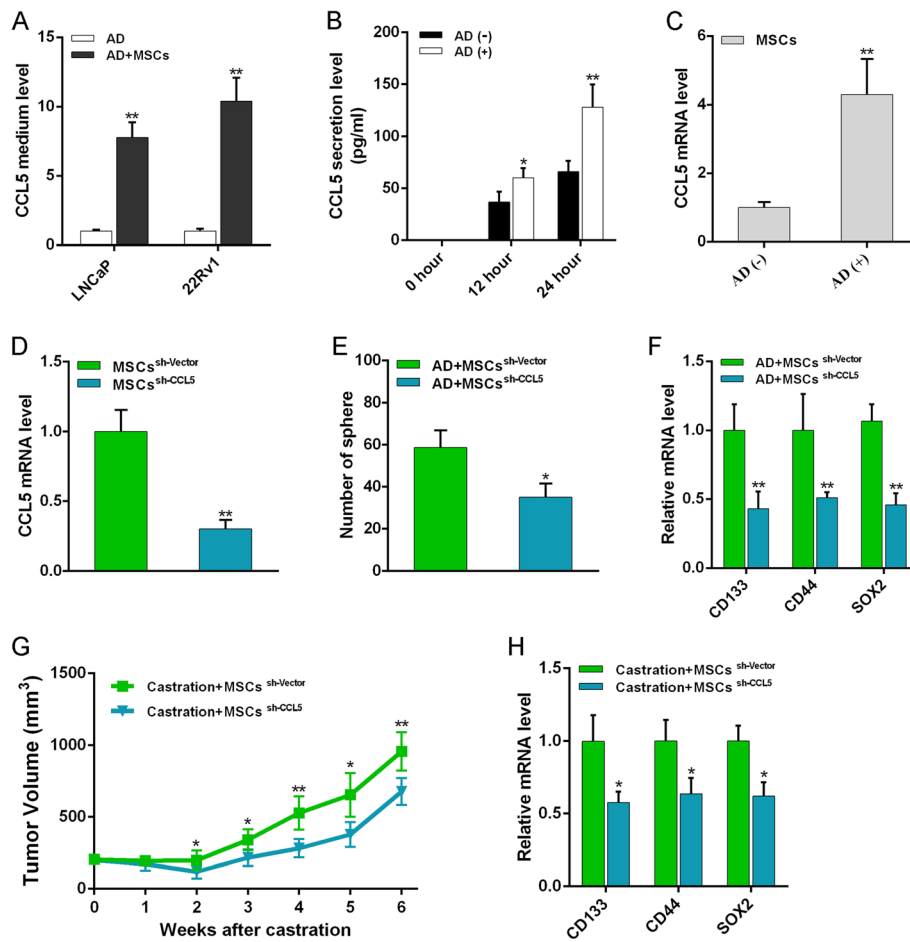 A
AD
AD+MSCs
CCL5 medium level
15
10
5
0
**
**
LNCaP
22Rv1
B
AD (-)
AD (+)
CCL5 secretion level
(pg/ml)
200
150
100
50
0
*
**
0 hour
12 hour
24 hour
C
MSCs
CCL5 mRNA level
6
4
2
0
**
AD (-)
AD (+)
D
MSCs sh-Vector
MSCs sh-CCL5
CCL5 mRNA level
1.5
1.0
0.5
0.0
**
E
AD+MSCs sh-Vector
AD+MSCs sh-CCL5
Number of sphere
100
80
60
40
20
0
*
F
AD+MSCs sh-Vector
AD+MSCs sh-CCL5
Relative mRNA level
1.5
1.0
0.5
0.0
**
**
**
CD133
CD44
SOX2
G
Castration+MSCs sh-Vector
Castration+MSCs sh-CCL5
Tumor Volume (mm3)
1500
1000
500
0
*
*
**
*
**
0 1 2 3 4 5 6
Weeks after castration
H
Castration+MSCs sh-Vector
Castration+MSCs sh-CCL5
Relative mRNA level
1.5
1.0
0.5
0.0
*
*
*
CD133
CD44
SOX2